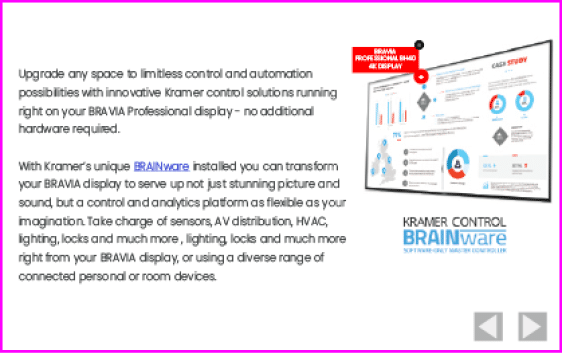 Upgrade any space to limitless control and automation
possibilities with innovative Kramer control solutions running
right on your BRAVIA Professional display - no additional
hardware required.
With Kramer's unique BRAINware installed you can transform
your BRAVIA display to serve up not just stunning picture and
sound, but a control and analytics platform as flexible as your
imagination. Take charge of sensors, AV distribution, HVAC,
lighting, locks and much more , lighting, locks and much more
right from your BRAVIA display, or using a diverse range of
connected personal or room devices.
BRAVIA
PROFESSIONAL BH40
4K DISPLAY
CASE STUDY
KRAMER CONTROL
BRAINware
SOFTWARE-ONLY MASTER CONTROLLER